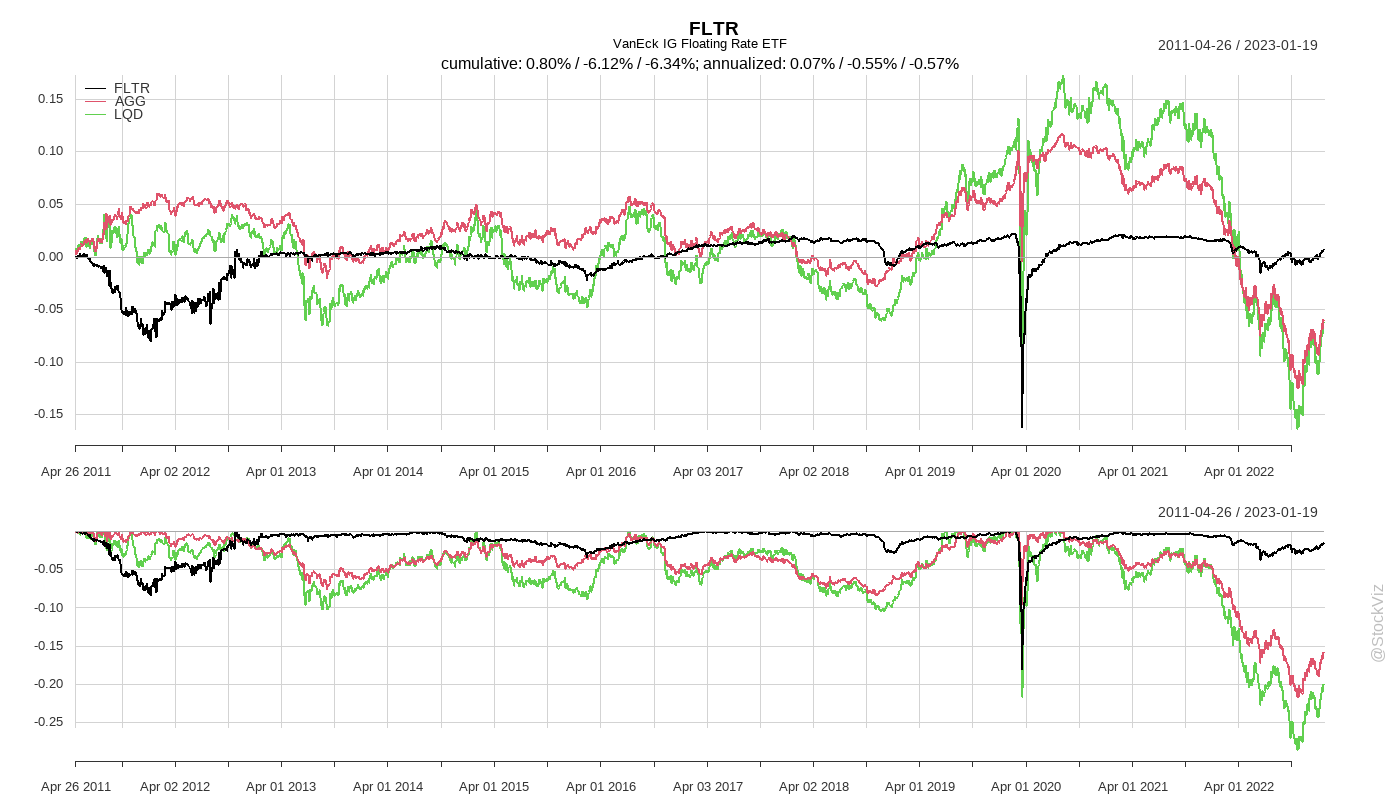 FLTR
VanEck IG Floating Rate ETF
2011-04-26 / 2023-01-19
cumulative: 0.80% / -6.12% / -6.34%; annualized: 0.07% / -0.55% / -0.57%
FLTR
AGG
LQD
0.15
0.10
0.05
0.00
-0.05
-0.10
-0.15
Apr 26 2011 Apr 02 2012 Apr 01 2013 Apr 01 2014 Apr 01 2015 Apr 01 2016 Apr 03 2017 Apr 02 2018 Apr 01 2019 Apr 01 2020 Apr 01 2021 Apr 01 2022
2011-04-26 / 2023-01-19
-0.05
-0.10
-0.15
-0.20
-0.25
Apr 26 2011 Apr 02 2012 Apr 01 2013 Apr 01 2014 Apr 01 2015 Apr 01 2016 Apr 03 2017 Apr 02 2018 Apr 01 2019 Apr 01 2020 Apr 01 2021 Apr 01 2022
@StockViz